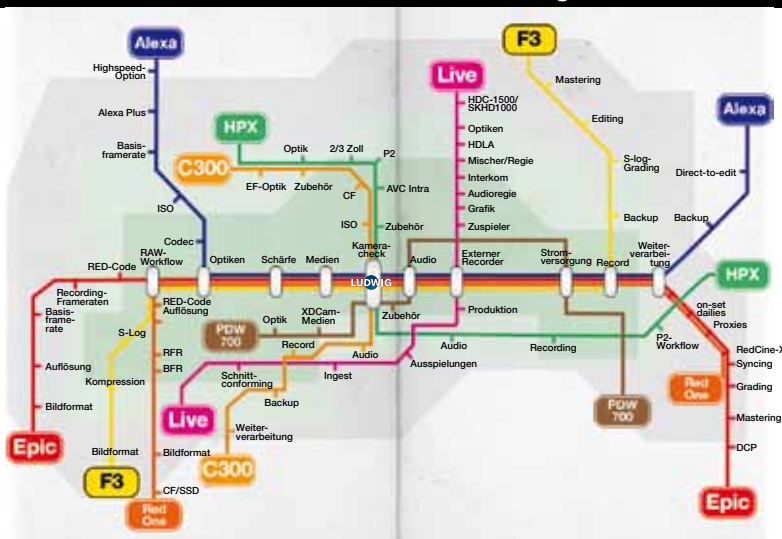 Alexa
Highspeed-
Option
Alexa Plus
Basis-
framerate
ISO
Codec
HPX
C300
Optik
2/3 Zoll
P2
EF-Optik
Zubehör
CF
AVC Intra
ISO
Zubehör
Kamera-
check
Live
HDC-1500/
SKHD1000
Optiken
HDLA
Mischer/Regie
Interkom
Audioregie
Grafik
Zuspieler
F3
Mastering
Editing
S-log-
Grading
Backup
Alexa
Direct-to-edit
Backup
RED-Code
RAW-
Workflow
Optiken
Schärfe
Medien
LUDWIG
Audio
Externer
Recorder
Strom-
versorgung
Record
Weiter-
verarbei-
tung
HPX
Recording-
Frameraten
Basis-
frame-
rate
Auflösung
Bildformat
Epic
RED-Code
Auflösung
S-Log
RFR
BFR
Kompression
Bildformat
F3
Bildformat
CF/SSD
Red
One
PDW
700
Optik
XDCam-
Medien
Zubehör
Record
Audio
Schnitt-
conforming
Ingest
Ausspielungen
Live
Backup
Weiter-
verarbeitung
C300
Produktion
Audio
Recording
P2-
Workflow
PDW
700
on-set
dailies
Proxies
RedCine-X
Syncing
Red
One
Grading
Mastering
DCP
Epic